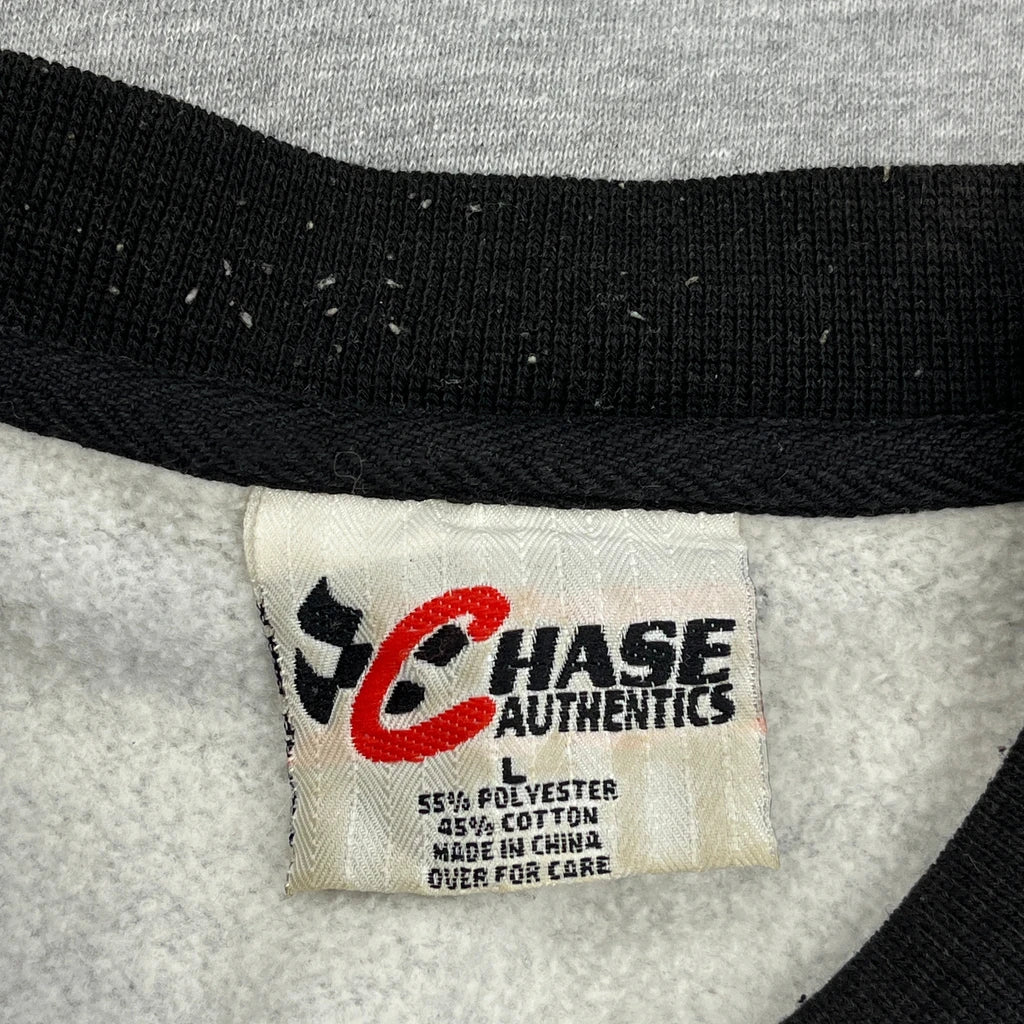 CHASE
AUTHENTICS
L
55% POLYESTER
45% COTTON
MADE IN CHINA
OVER FOR CARE